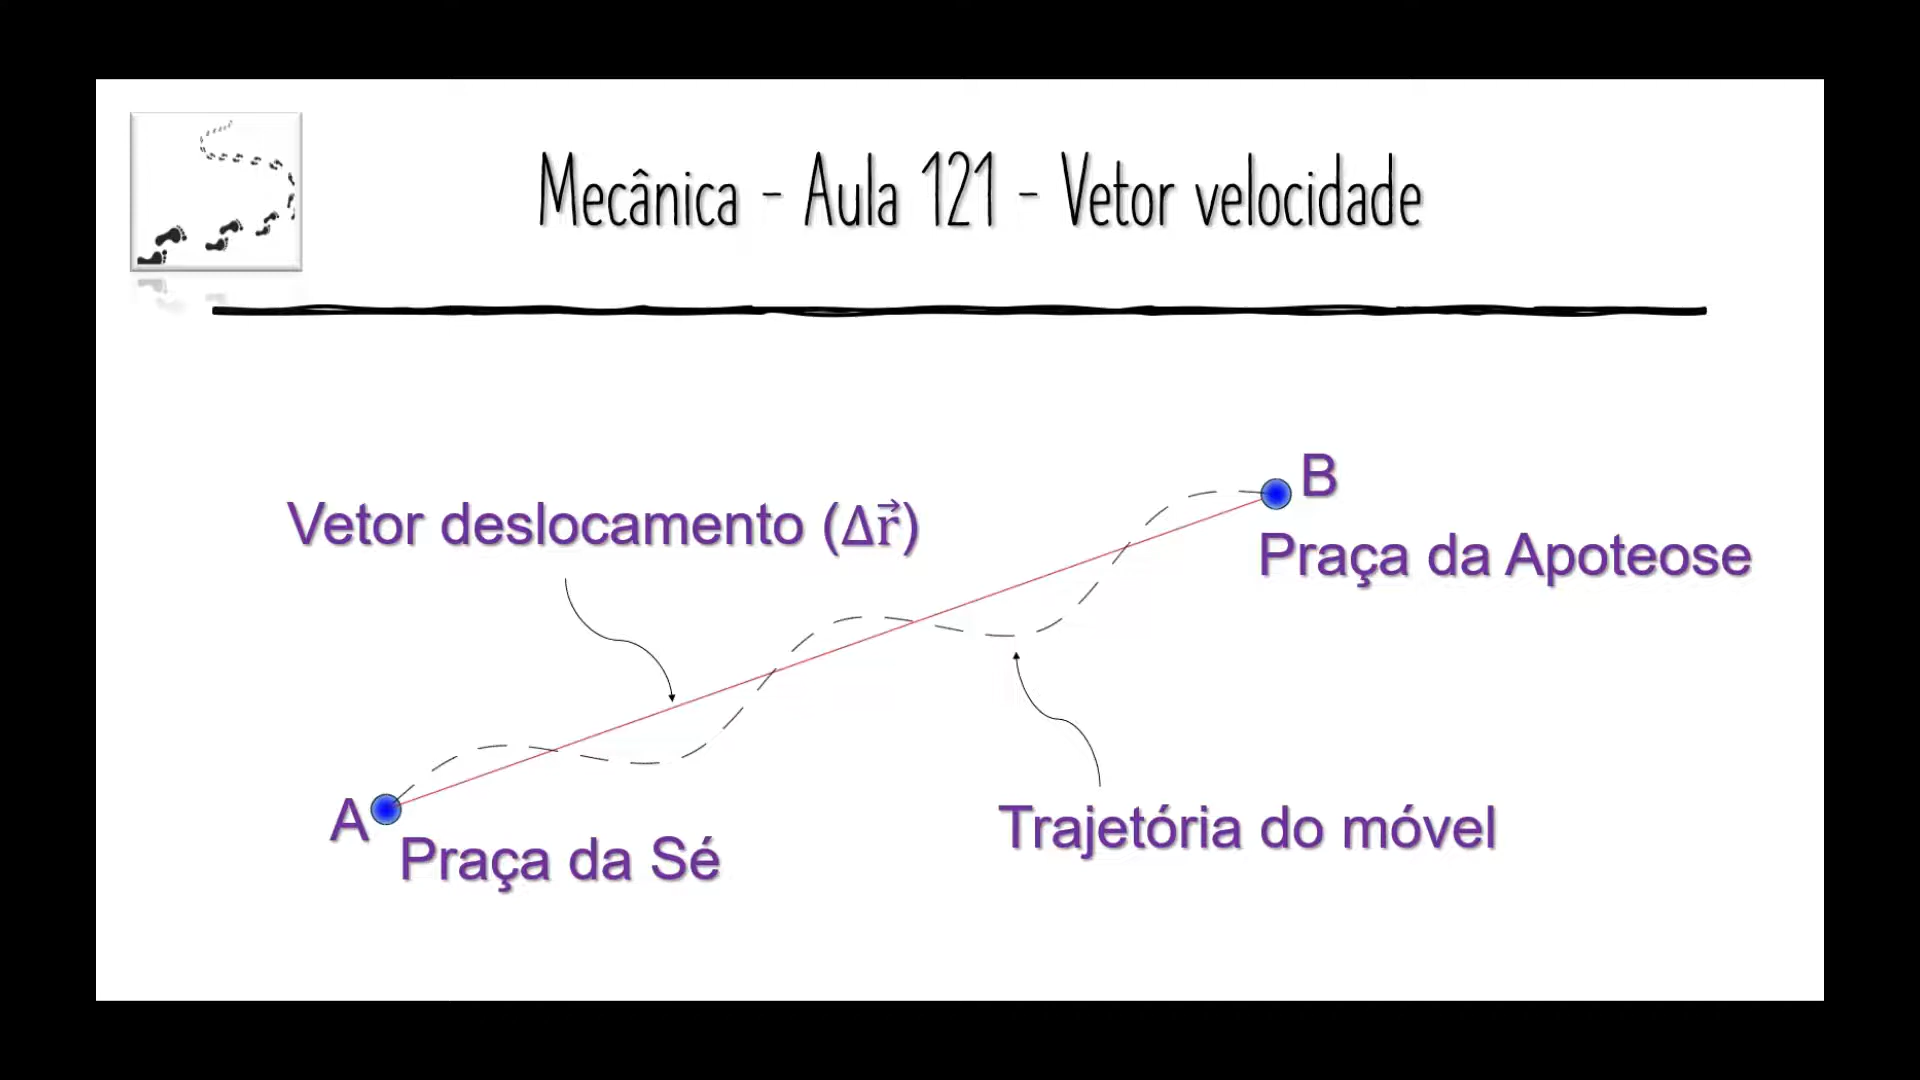 Mecânica - Aula 121 - Vetor velocidade
Vetor deslocamento (Δr⃗)
B
Praça da Apoteose
A
Praça da Sé
Trajetória do móvel